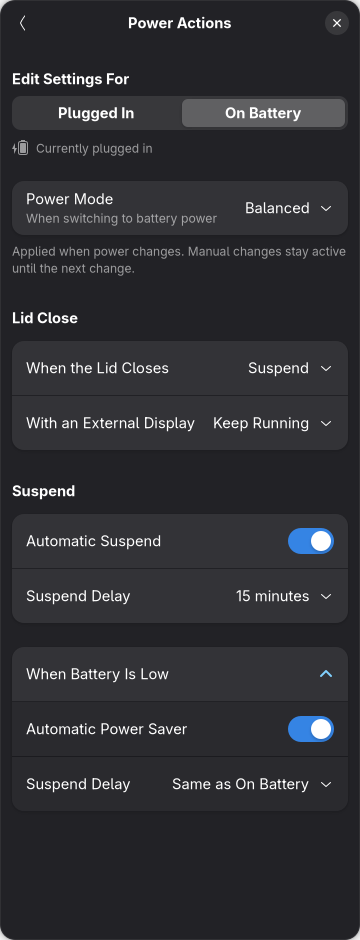 Power Actions
Edit Settings For
Plugged In
On Battery
Currently plugged in
Power Mode
When switching to battery power
Balanced
Applied when power changes. Manual changes stay active
until the next change.
Lid Close
When the Lid Closes
Suspend
With an External Display
Keep Running
Suspend
Automatic Suspend
Suspend Delay
15 minutes
When Battery Is Low
Automatic Power Saver
Suspend Delay
Same as On Battery